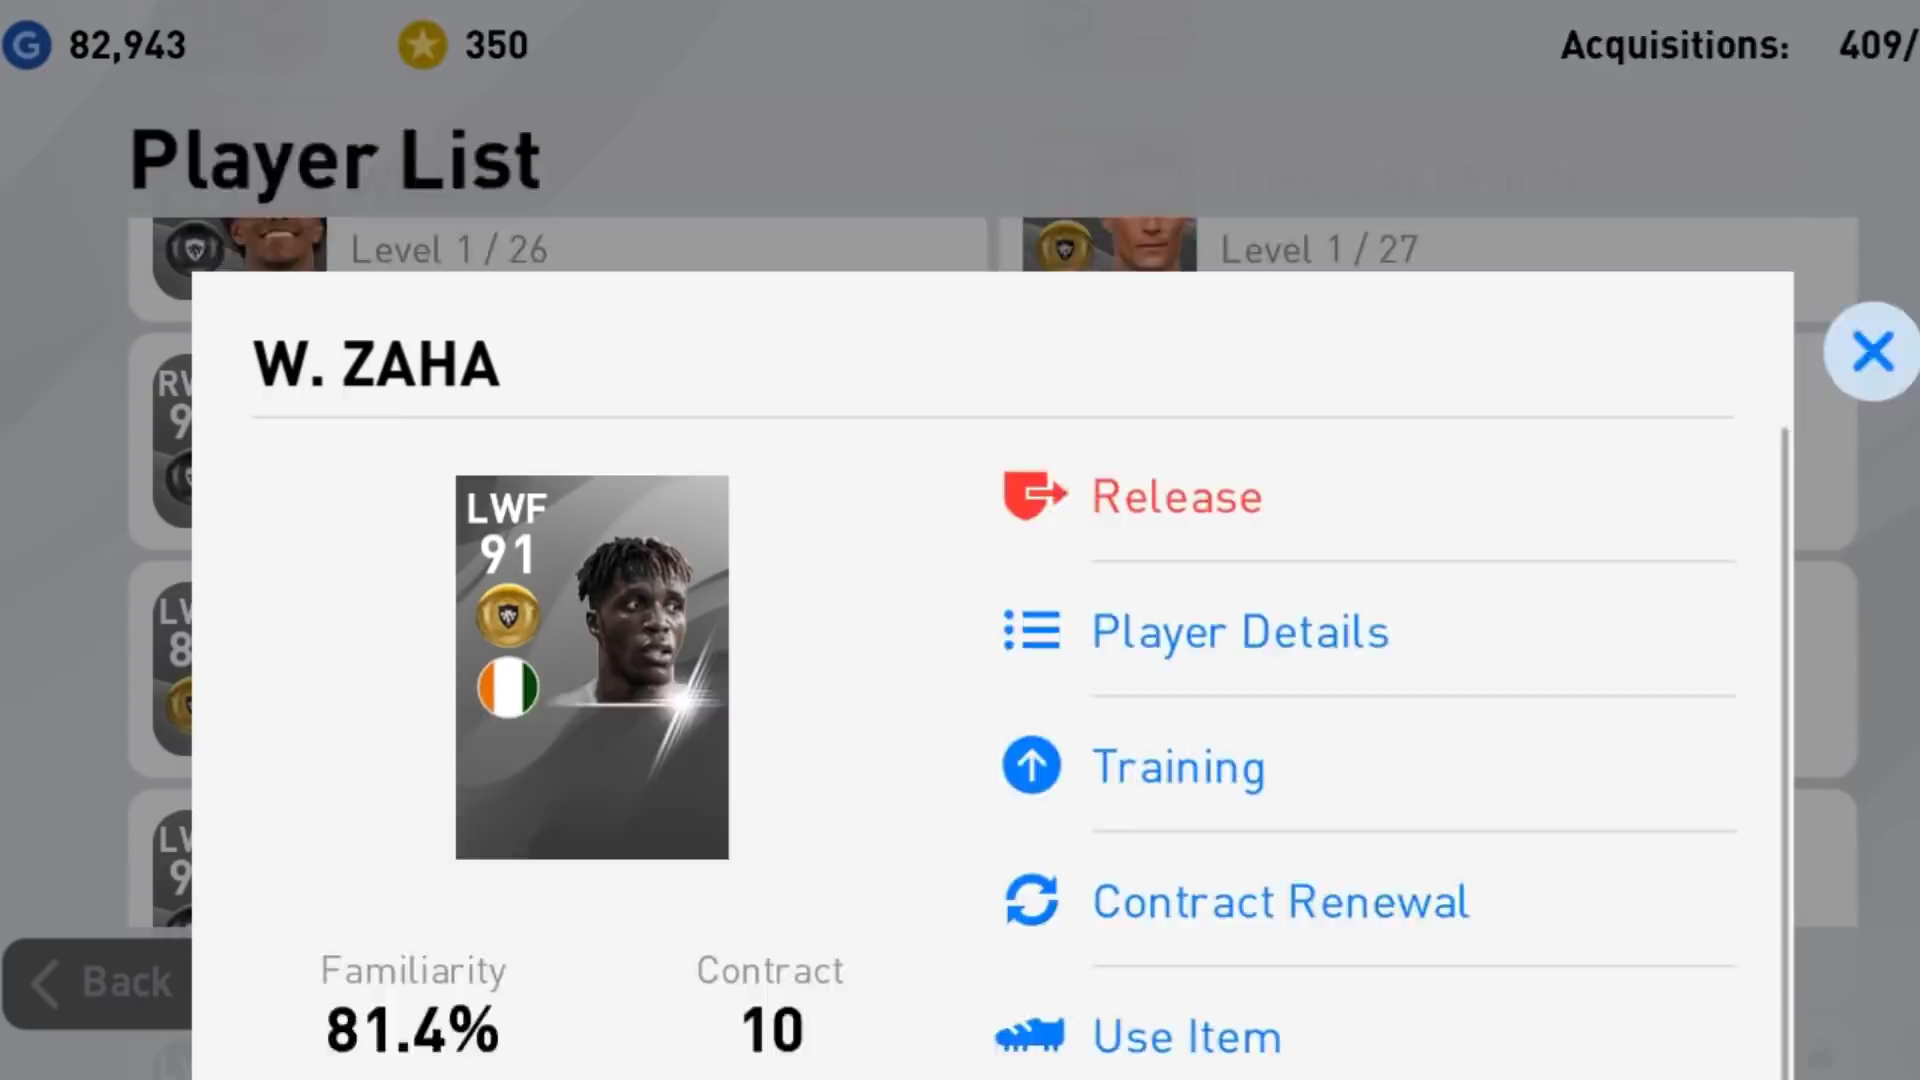 G 82,943 350 Acquisitions: 409/
Player List
Level 1 / 26 Level 1 / 27
W. ZAHA
LWF
91
Release
Player Details
Training
Contract Renewal
Use Item
Familiarity Contract
81.4% 10
Back